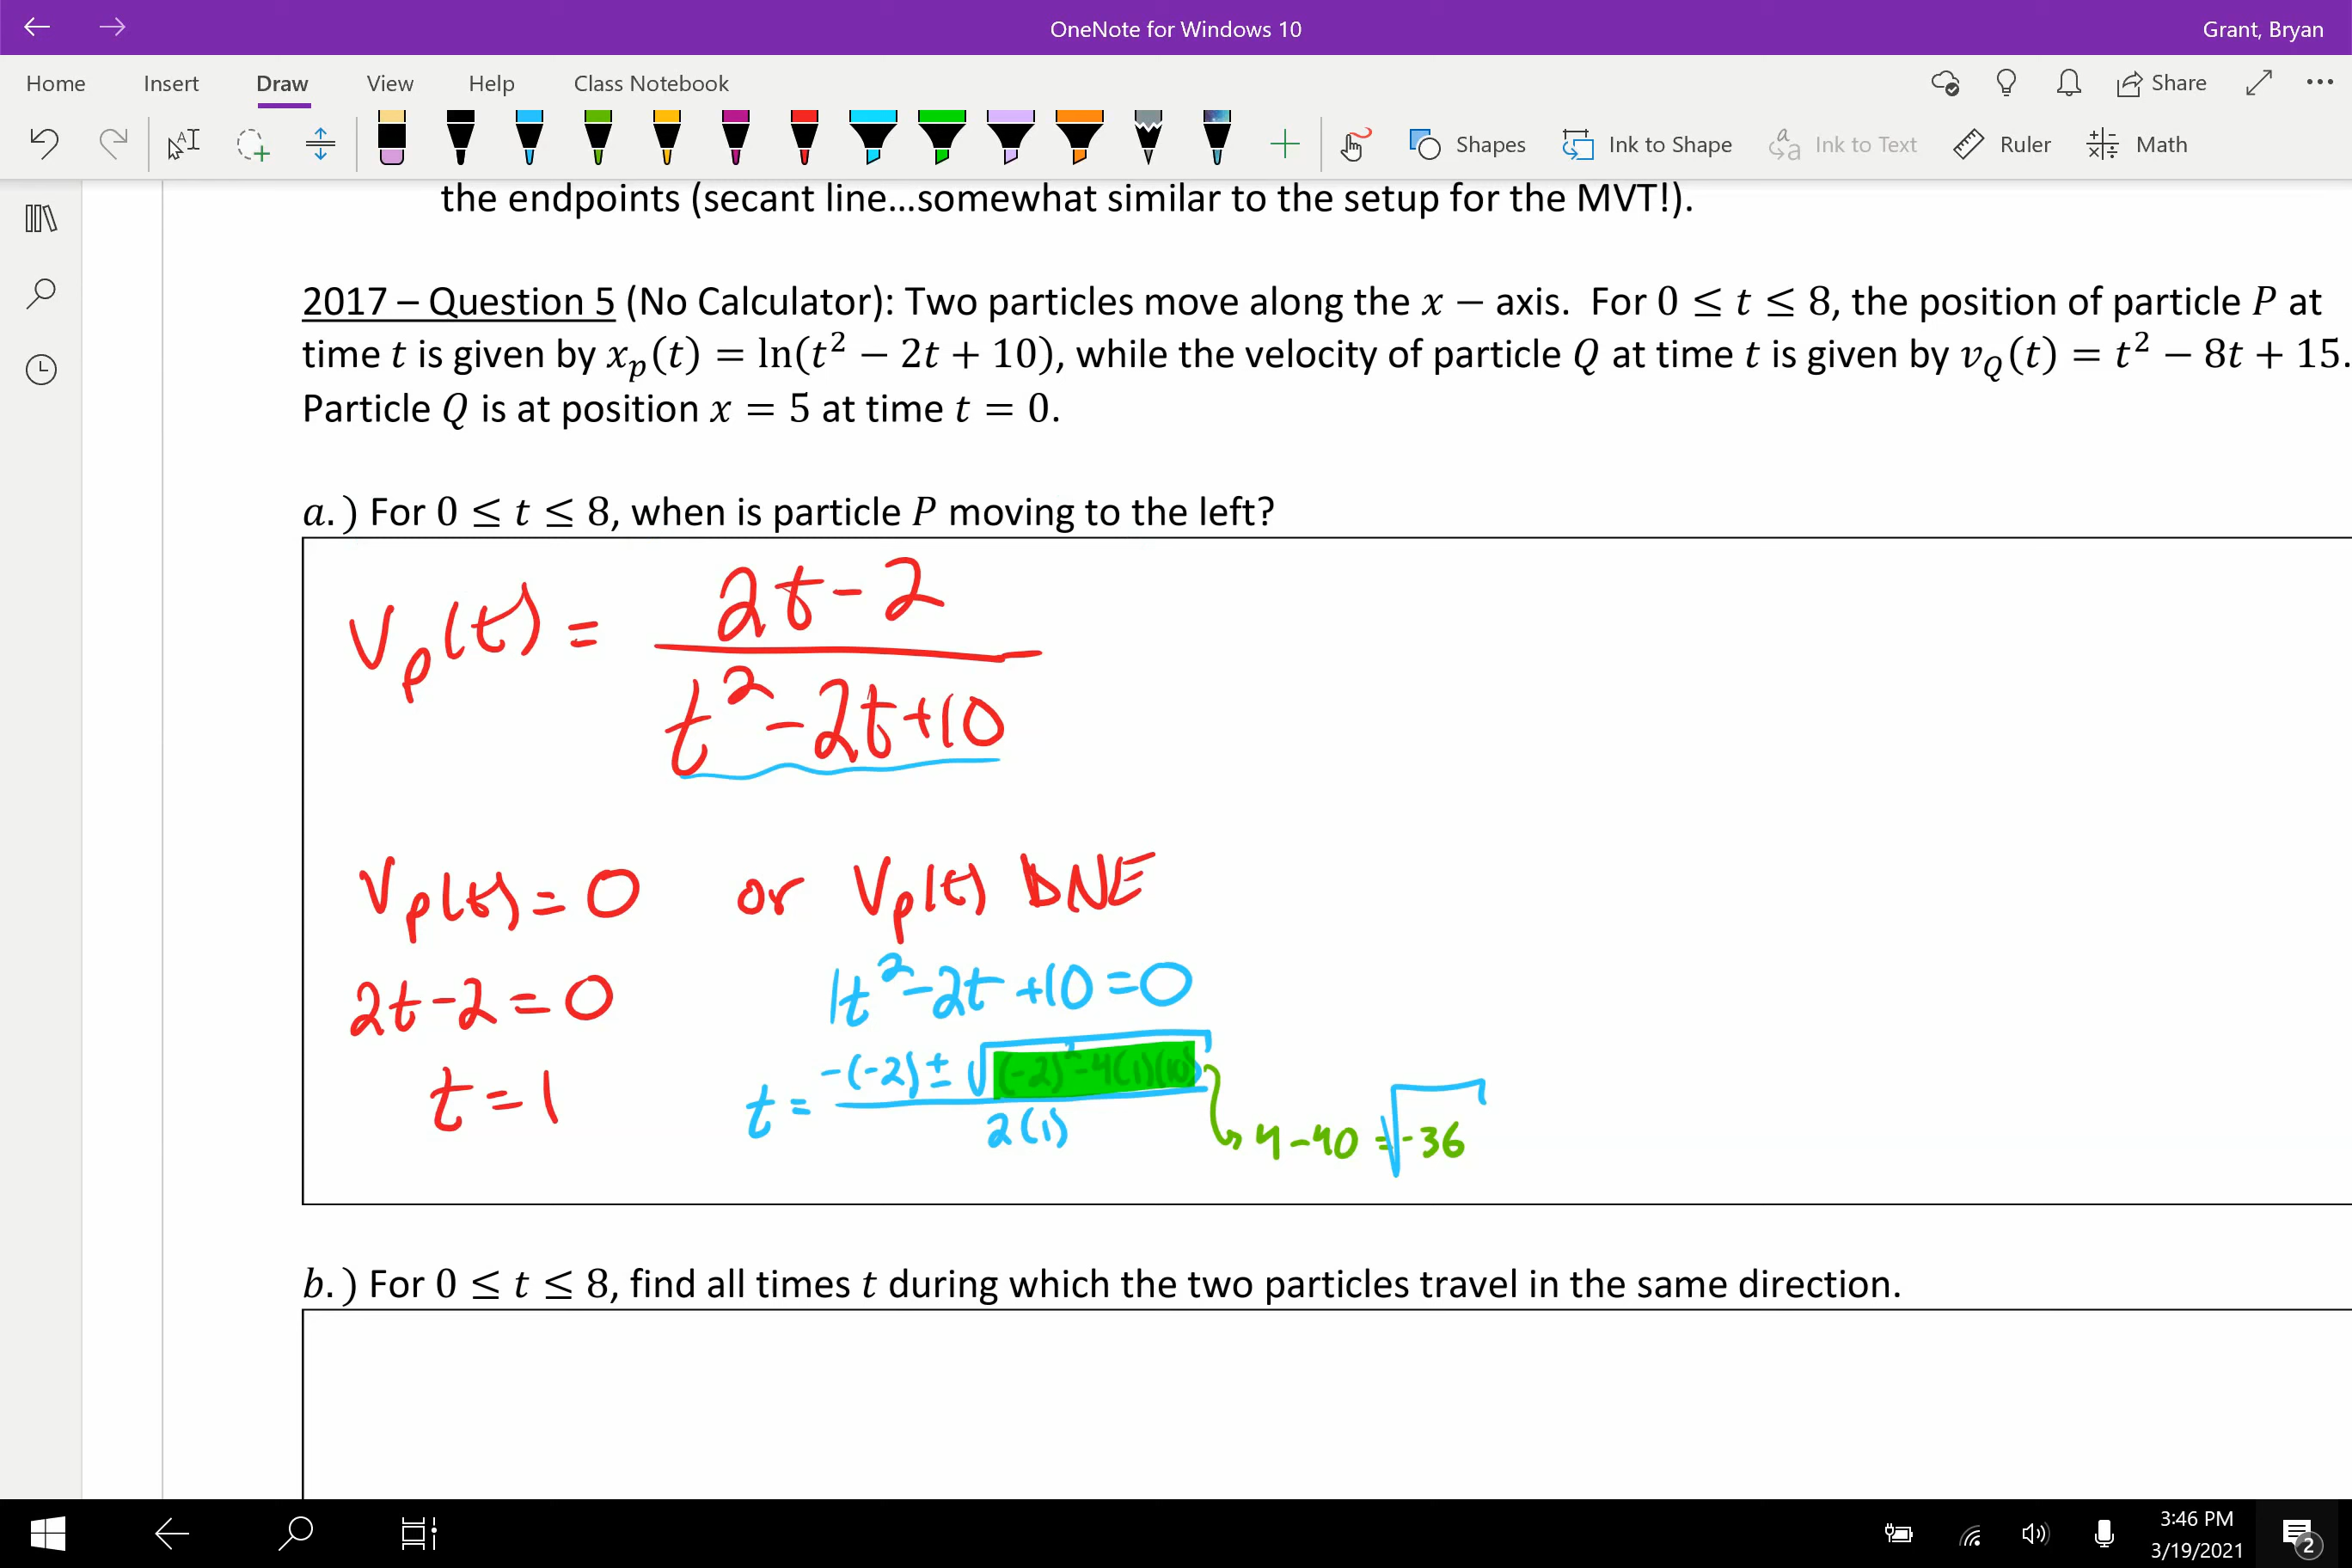 OneNote for Windows 10
Grant, Bryan
Home Insert Draw View Help Class Notebook Share
Shapes Ink to Shape Ink to Text Ruler Math
the endpoints (secant line...somewhat similar to the setup for the MVT!).
2017 – Question 5 (No Calculator): Two particles move along the x − axis. For 0 ≤ t ≤ 8, the position of particle P at
time t is given by xₚ(t) = ln(t² − 2t + 10), while the velocity of particle Q at time t is given by v_Q(t) = t² − 8t + 15.
Particle Q is at position x = 5 at time t = 0.
a.) For 0 ≤ t ≤ 8, when is particle P moving to the left?
Vp(t) = 2t-2
t²-2t+10
Vp(t)=0 or Vp(t) DNE
2t-2=0 1t²-2t+10=0
t=1 t= -(-2)±√(-2)²-4(1)(10)
2(1) 4-40 = √-36
b.) For 0 ≤ t ≤ 8, find all times t during which the two particles travel in the same direction.
3:46 PM
3/19/2021
2